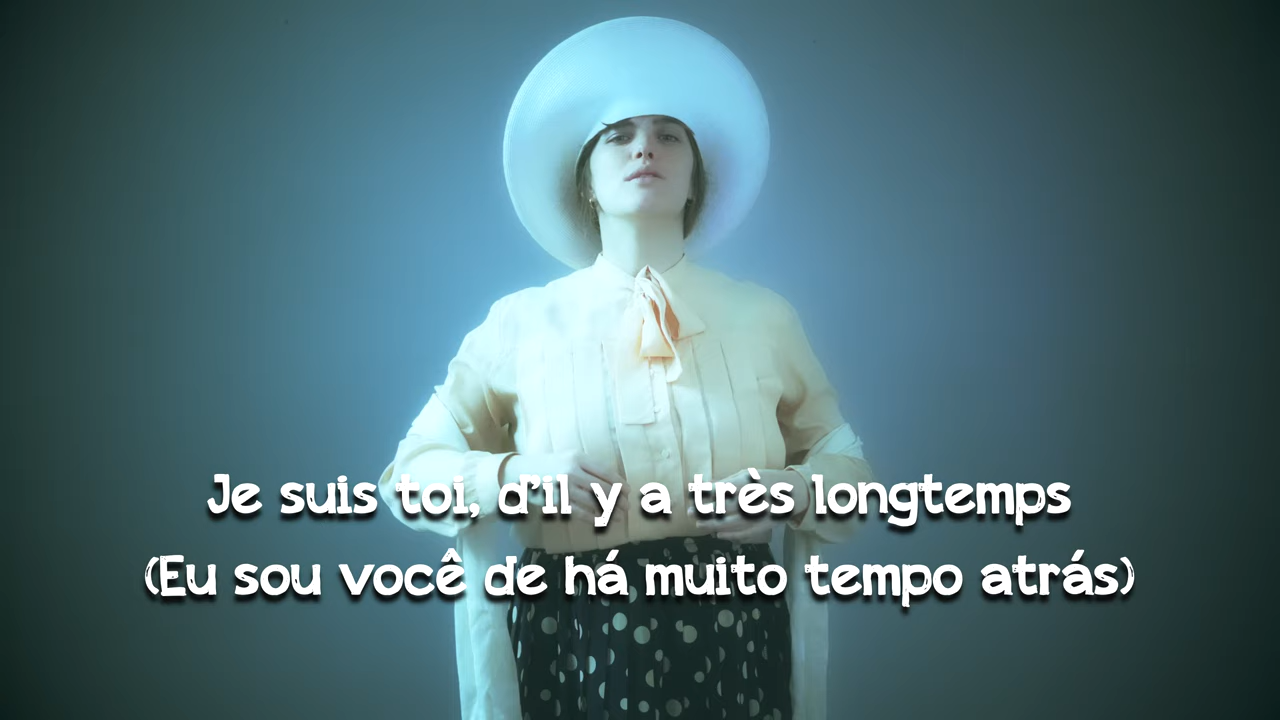 Je suis toi, d'il y a très longtemps
(Eu sou você de há muito tempo atrás)